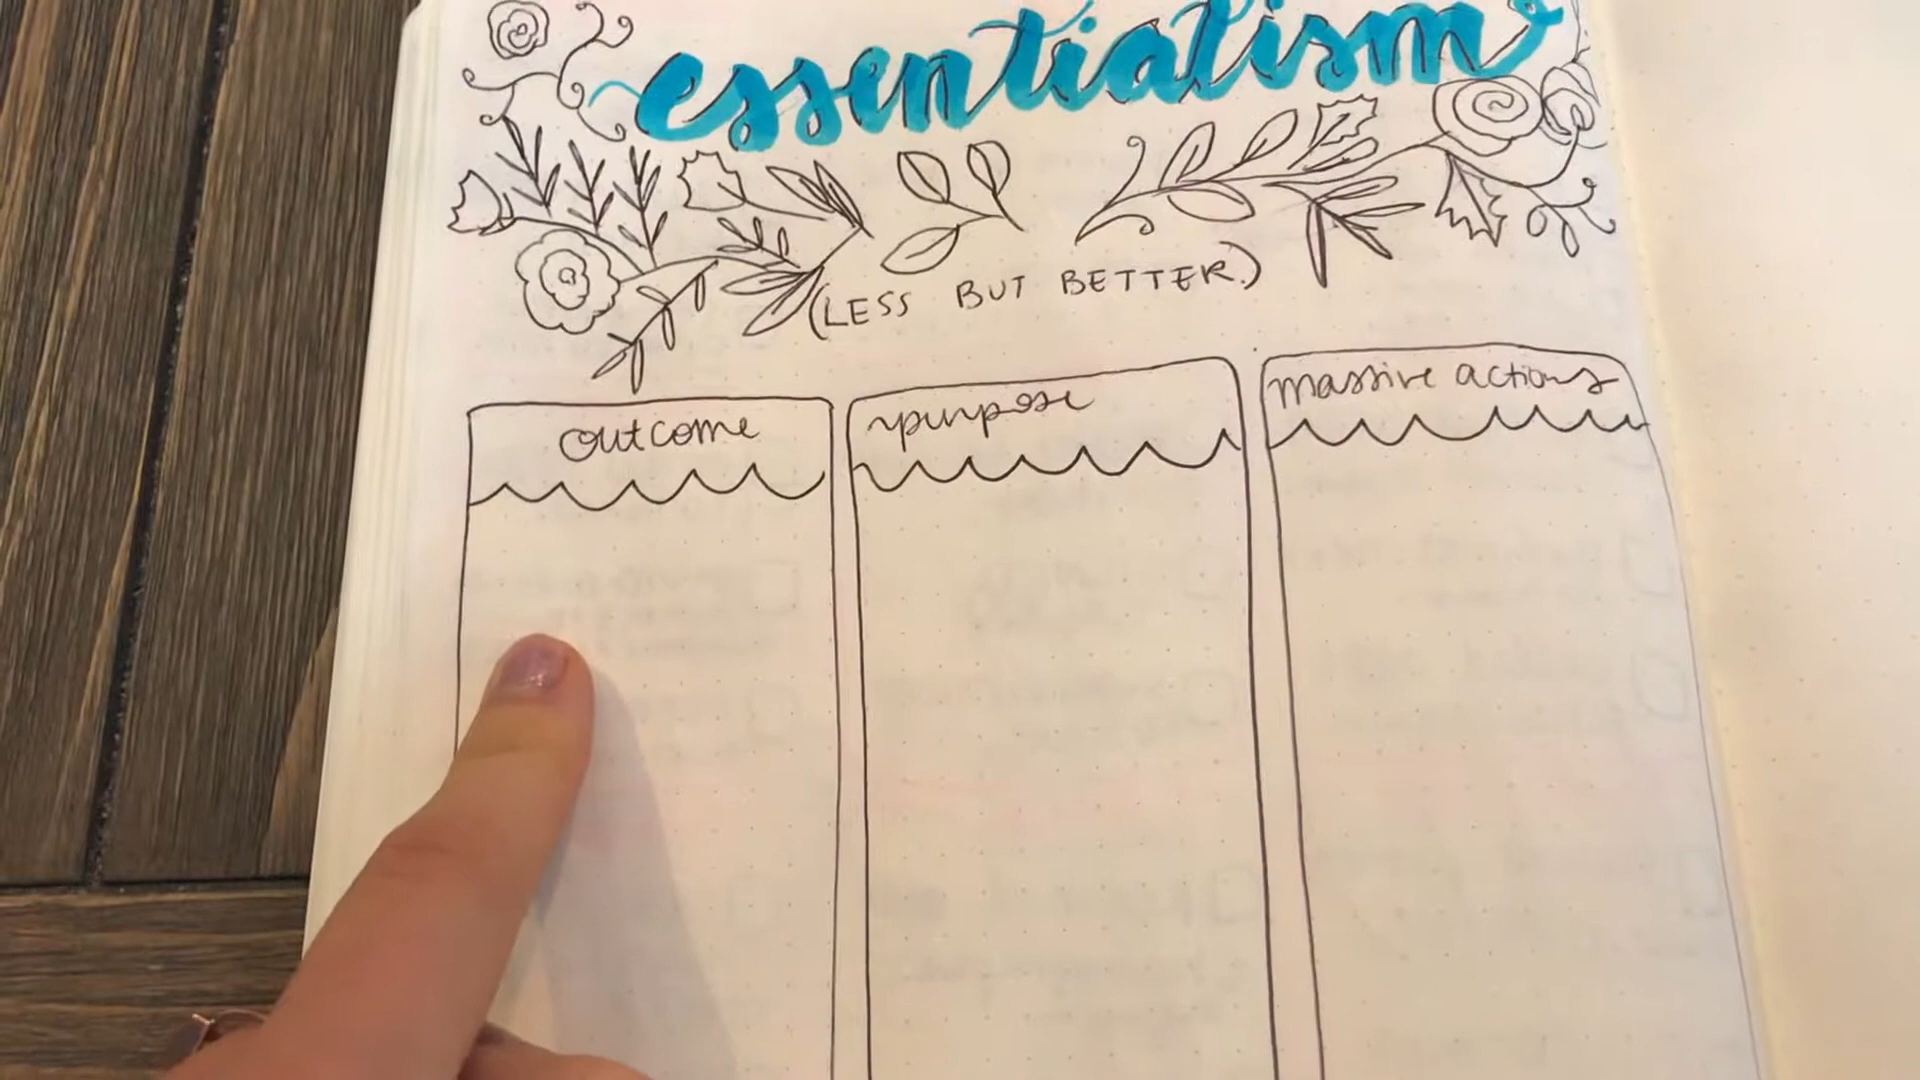 essentialism
(LESS BUT BETTER.)
outcome
purpose
massive actions